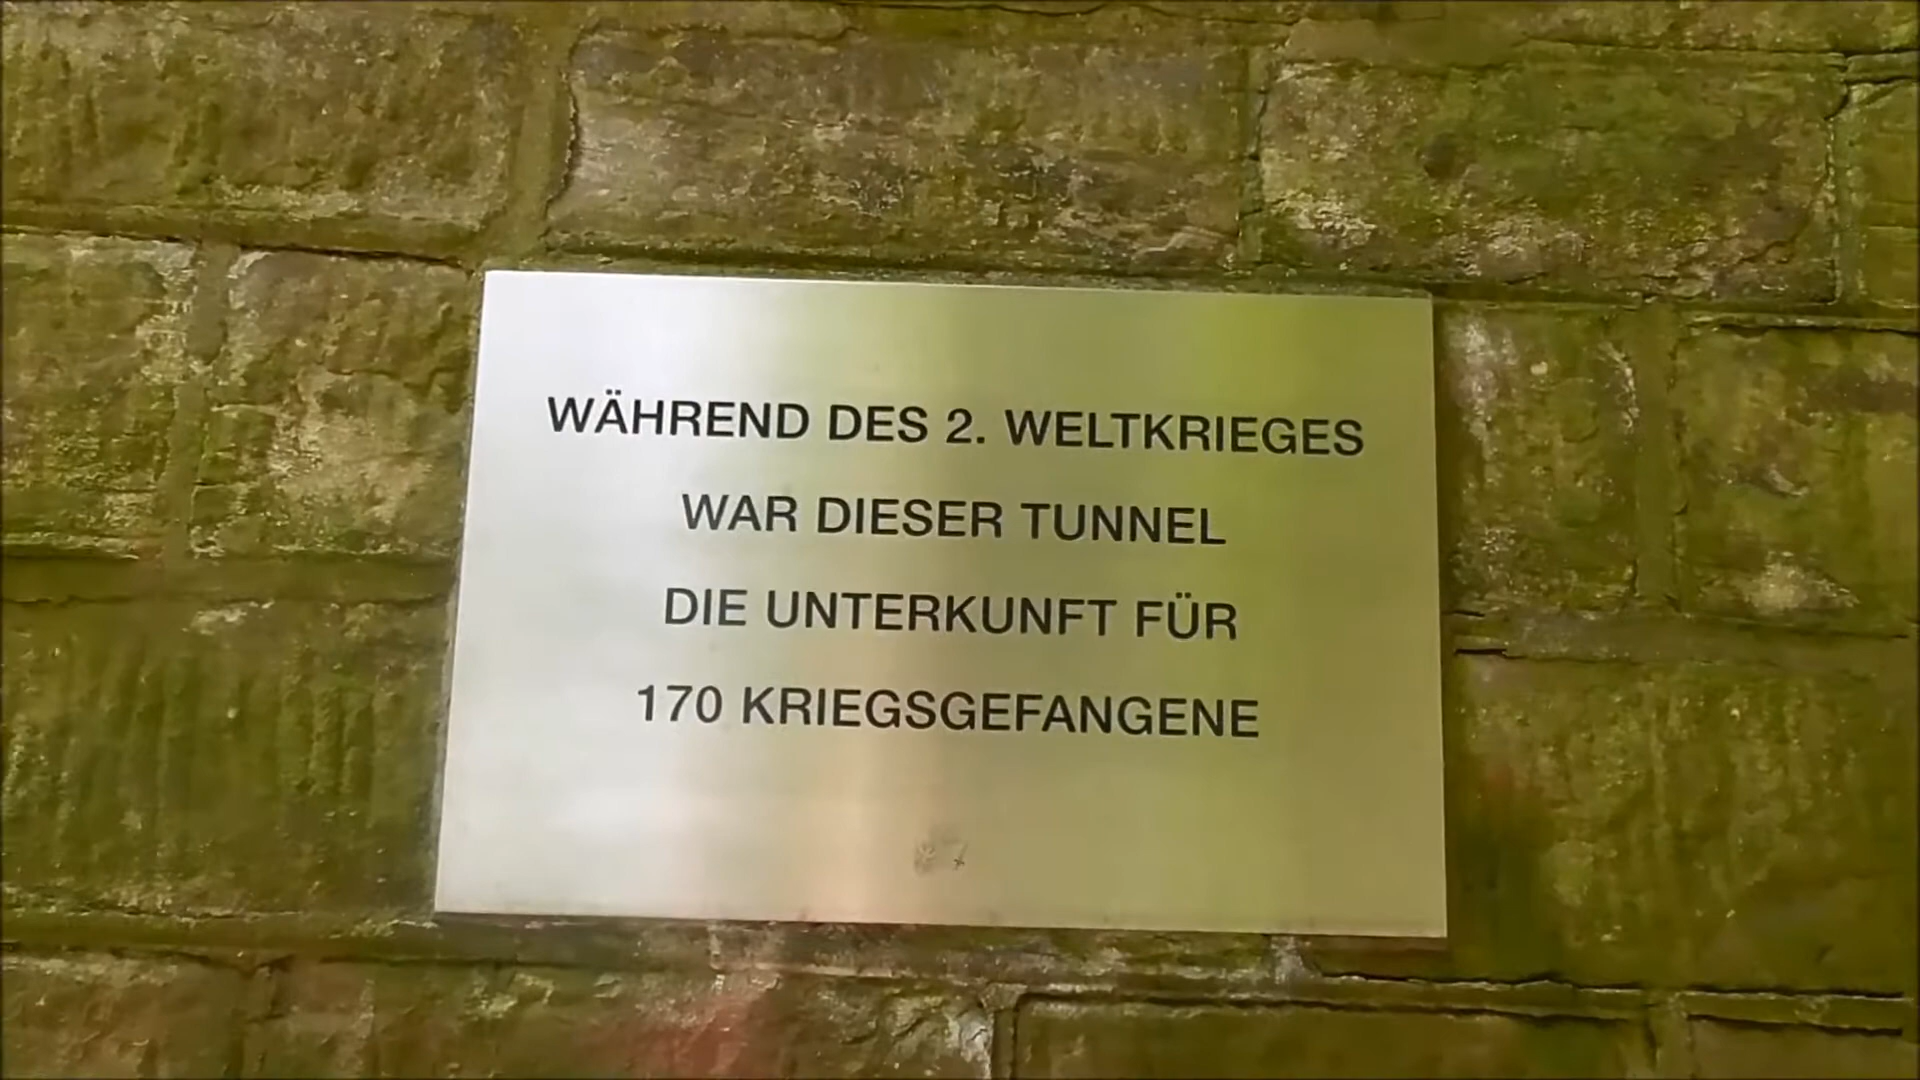 WÄHREND DES 2. WELTKRIEGES
WAR DIESER TUNNEL
DIE UNTERKUNFT FÜR
170 KRIEGSGEFANGENE